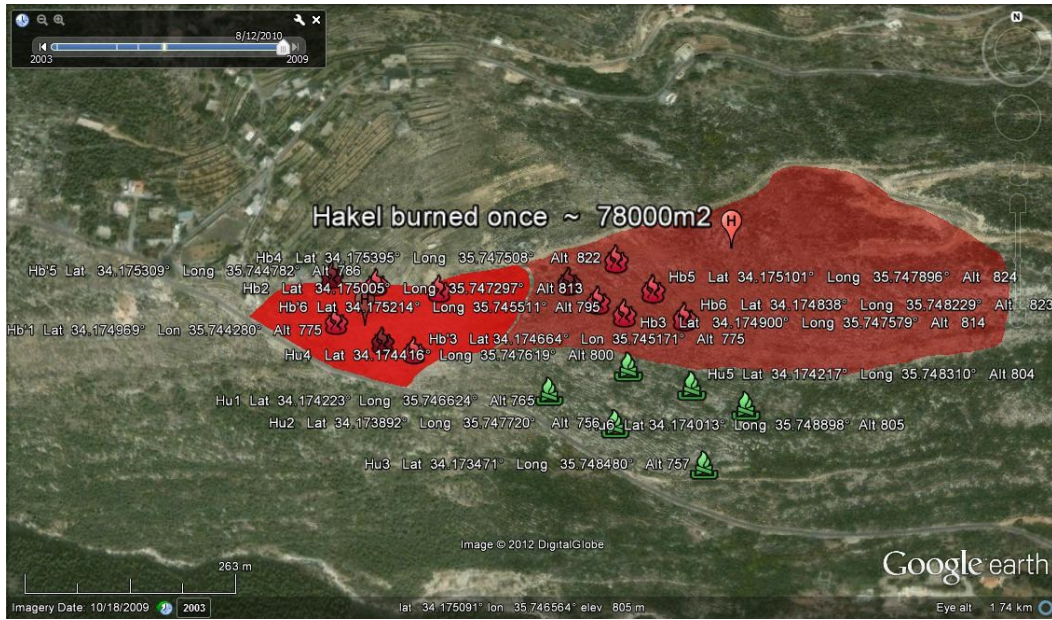 8/12/2010
2003
2009
N
Hakel burned once ~ 78000m2
H
Hb4 Lat 34.175395° Long 35.747508° Alt 822
Hb'5 Lat 34.175309° Long 35.744782° Alt 786
Hb5 Lat 34.175101° Long 35.747896° Alt 824
Hb2 Lat 34.175005° Long 35.747297° Alt 813
Hb'6 Lat 34.175214° Long 35.745511° Alt 795
Hb6 Lat 34.174838° Long 35.748229° Alt 823
Hb3 Lat 34.174900° Long 35.747579° Alt 814
Hb'1 Lat 34.174969° Lon 35.744280° Alt 775
Hb'3 Lat 34.174664° Lon 35.745171° Alt 775
Hu4 Lat 34.174416° Long 35.747619° Alt 800
Hu5 Lat 34.174217° Long 35.748310° Alt 804
Hu1 Lat 34.174223° Long 35.746624° Alt 765
Hu2 Lat 34.173892° Long 35.747720° Alt 756
u6 Lat 34.174013° Long 35.748898° Alt 805
Hu3 Lat 34.173471° Long 35.748480° Alt 757
Image © 2012 DigitalGlobe
Google earth
263 m
Imagery Date: 10/18/2009 2003
lat 34.175091° lon 35.746564° elev 805 m
Eye alt 1.74 km